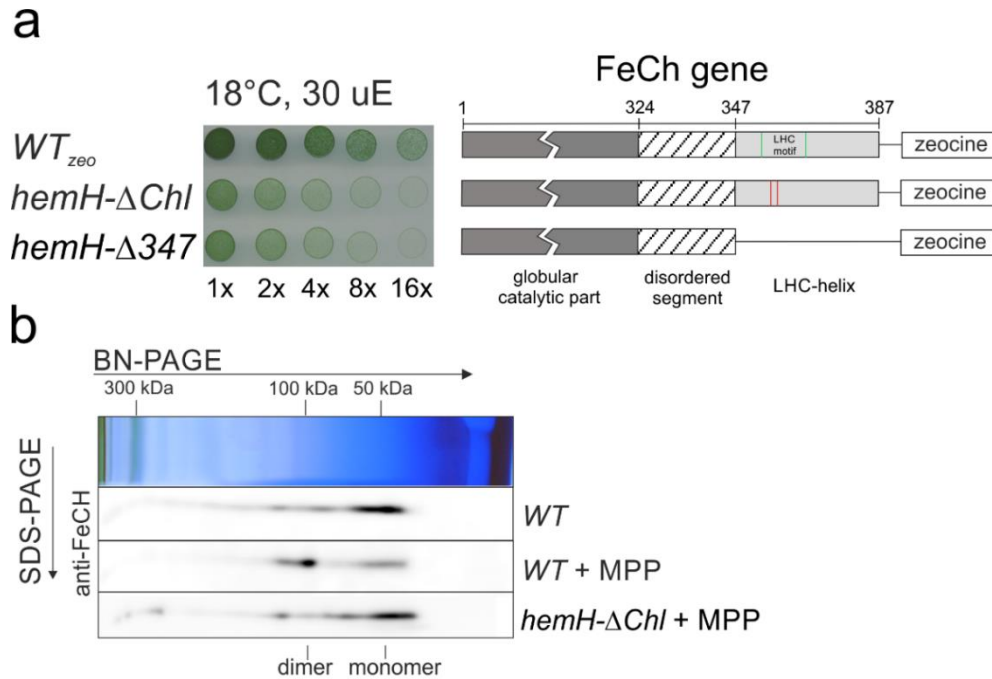 a
18°C, 30 uE
WTzeo
hemH-ΔChl
hemH-Δ347
1x 2x 4x 8x 16x
FeCh gene
1 324 347 387
LHC
motif
zeocine
zeocine
zeocine
globular
catalytic part
disordered
segment
LHC-helix
b
BN-PAGE
300 kDa 100 kDa 50 kDa
SDS-PAGE
anti-FeCH
WT
WT + MPP
hemH-ΔChl + MPP
dimer monomer